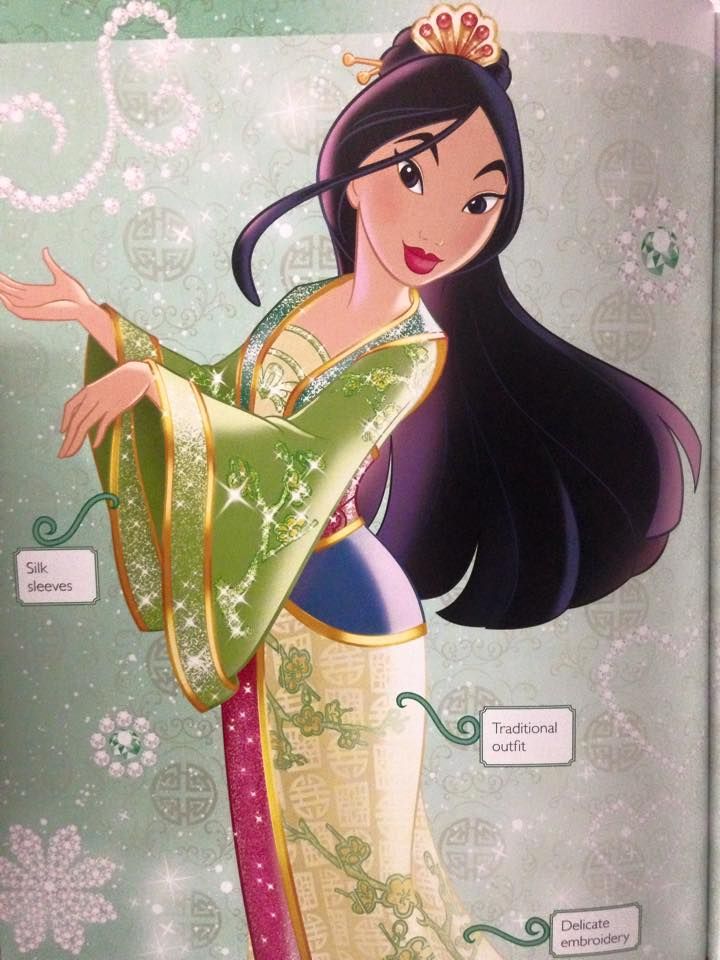 Silk
sleeves
Traditional
outfit
Delicate
embroidery